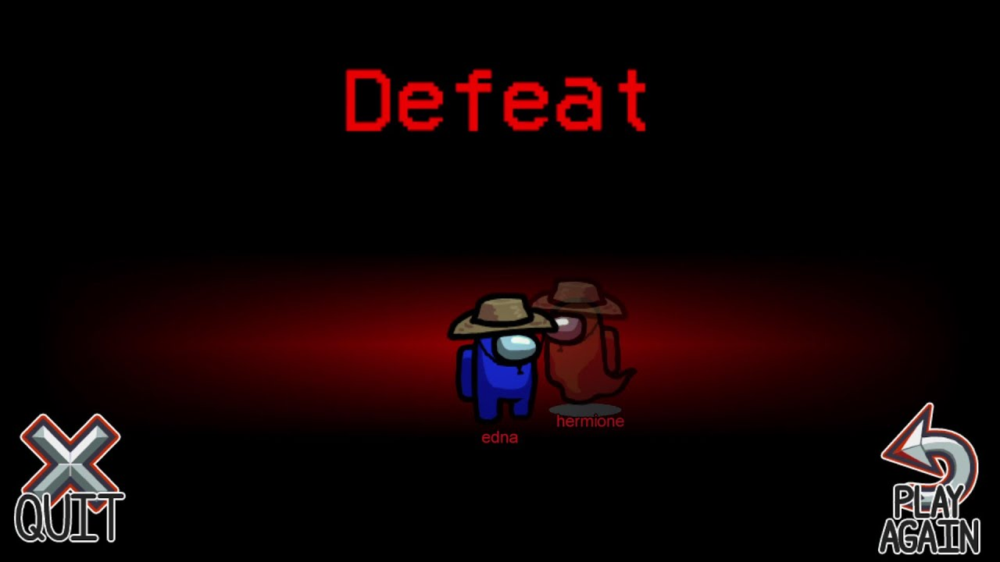 Defeat
hermione
edna
QUIT
PLAY
AGAIN